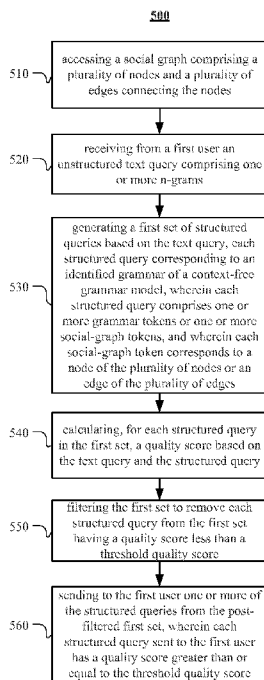 500
510
accessing a social graph comprising
a plurality of nodes and a plurality of
edges connecting the nodes
520
receiving from a first user an
unstructured text query comprising one
or more n-grams
530
generating a first set of structured
queries based on the text query, each
structured query corresponding to an
identified grammar of a context-free
grammar model, wherein each
structured query comprises one or
more grammar tokens or one or more
social-graph tokens, and wherein each
social-graph token corresponds to a
node of the plurality of nodes or an
edge of the plurality of edges
540
calculating, for each structured query
in the first set, a quality score based on
the text query and the structured query
550
filtering the first set to remove each
structured query from the first set
having a quality score less than a
threshold quality score
560
sending to the first user one or more of
the structured queries from the post-
filtered first set, wherein each
structured query sent to the first user
has a quality score greater than or
equal to the threshold quality score